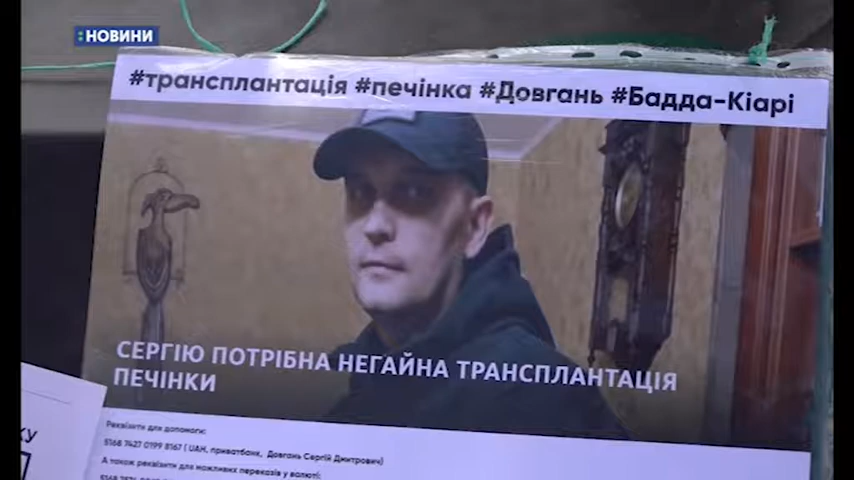 :НОВИНИ
#трансплантація #печінка #Довгань #Бадда-Кіарі
СЕРГІЮ ПОТРІБНА НЕГАЙНА ТРАНСПЛАНТАЦІЯ
ПЕЧІНКИ
Реквізити для допомоги:
5168 7427 0199 8167 ( UAH, приватбанк, Довгань Сергій Дмитрович)
А також реквізити для можливих переказів у валюті: